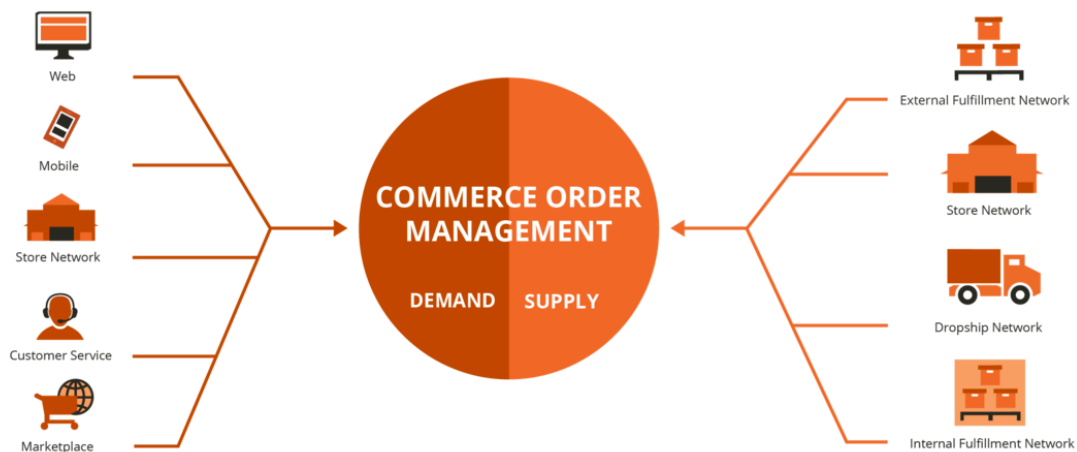 Web
Mobile
Store Network
Customer Service
Marketplace
COMMERCE ORDER
MANAGEMENT
DEMAND SUPPLY
External Fulfillment Network
Store Network
Dropship Network
Internal Fulfillment Network